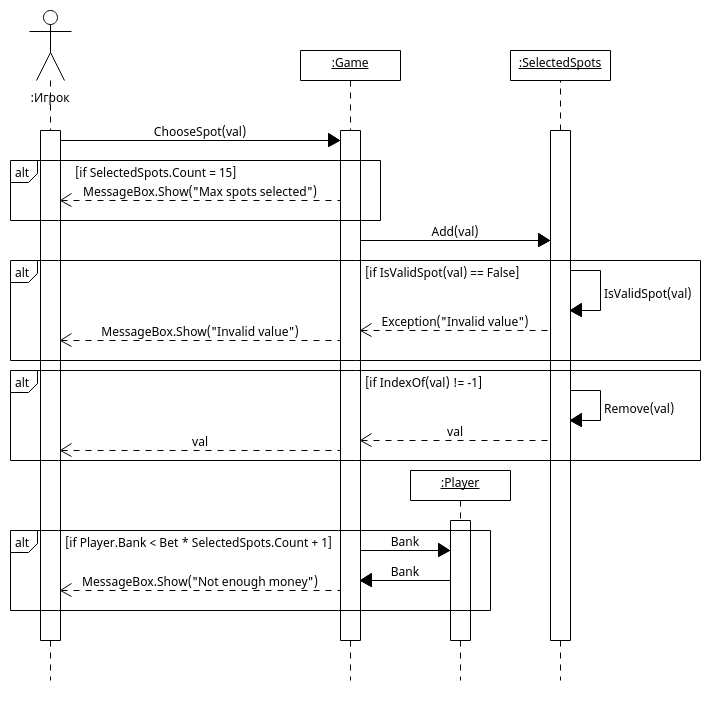 :Игрок
:Game
:SelectedSpots
ChooseSpot(val)
alt
[if SelectedSpots.Count = 15]
MessageBox.Show("Max spots selected")
Add(val)
alt
[if IsValidSpot(val) == False]
IsValidSpot(val)
Exception("Invalid value")
MessageBox.Show("Invalid value")
alt
[if IndexOf(val) != -1]
Remove(val)
val
val
:Player
alt
[if Player.Bank < Bet * SelectedSpots.Count + 1]
Bank
Bank
MessageBox.Show("Not enough money")